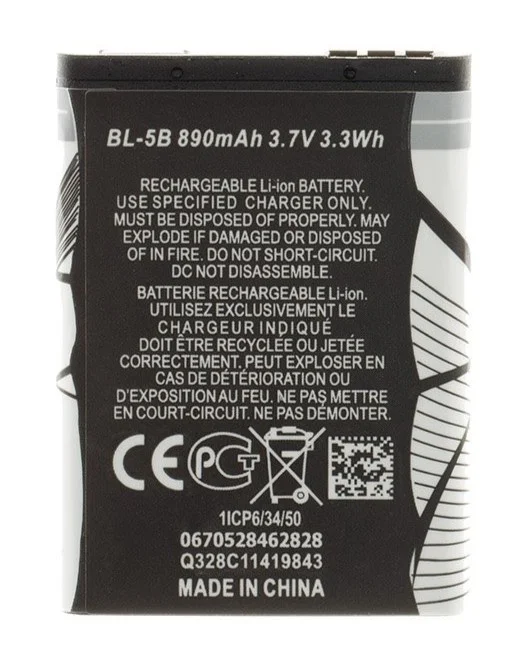 BL-5B 890mAh 3.7V 3.3Wh
RECHARGEABLE Li-ion BATTERY.
USE SPECIFIED CHARGER ONLY.
MUST BE DISPOSED OF PROPERLY. MAY
EXPLODE IF DAMAGED OR DISPOSED
OF IN FIRE. DO NOT SHORT-CIRCUIT.
DC NOT DISASSEMBLE.
BATTERIE RECHARGEABLE Li-ion.
UTILISEZ EXCLUSIVEMENT LE
CHARGEUR INDIQUÉ
DOIT ÊTRE RECYCLÉE OU JETÉE
CORRECTEMENT. PEUT EXPLOSER EN
CAS DE DÉTÉRIORATION OU
D'EXPOSITION AU FEU. NE PAS METTRE
EN COURT-CIRCUIT. NE PAS DÉMONTER.
CE PCT
1ICP6/34/50
0670528462828
Q328C11419843
MADE IN CHINA